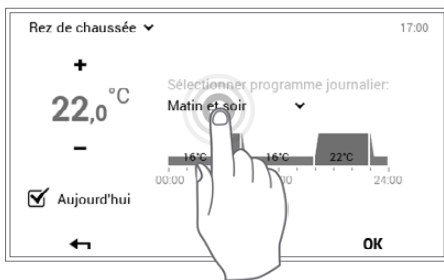 Rez de chaussée
17:00
+
22,0 °C
−
Sélectionner programme journalier:
Matin et soir
16°C 16°C 22°C
00:00 24:00
Aujourd'hui
OK